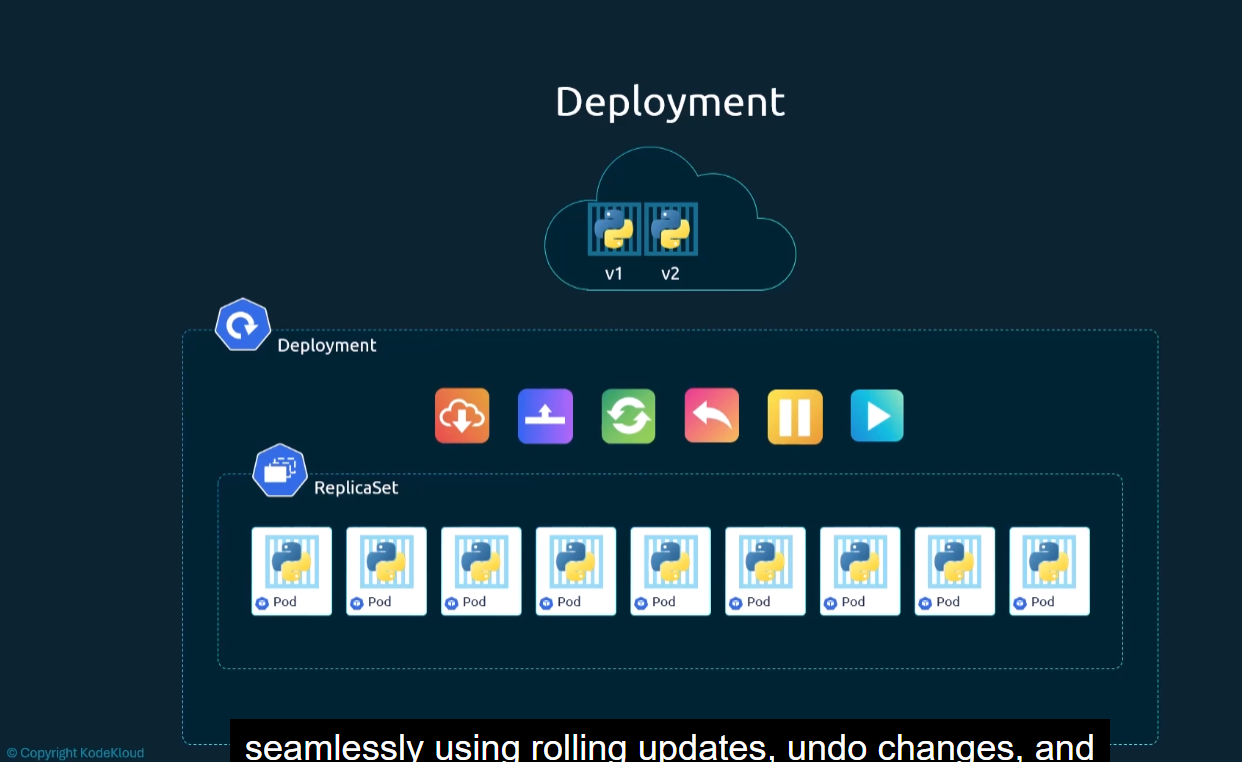 Deployment
v1 v2
Deployment
ReplicaSet
Pod Pod Pod Pod Pod Pod Pod Pod Pod
seamlessly using rolling updates, undo changes, and
© Copyright KodeKloud